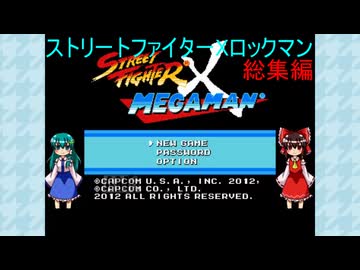 ストリートファイター×ロックマン
総集編
STREET FIGHTER X
MEGAMAN
NEW GAME
PASSWORD
OPTION
©CAPCOM U.S.A., INC. 2012,
©CAPCOM CO., LTD.
2012 ALL RIGHTS RESERVED.